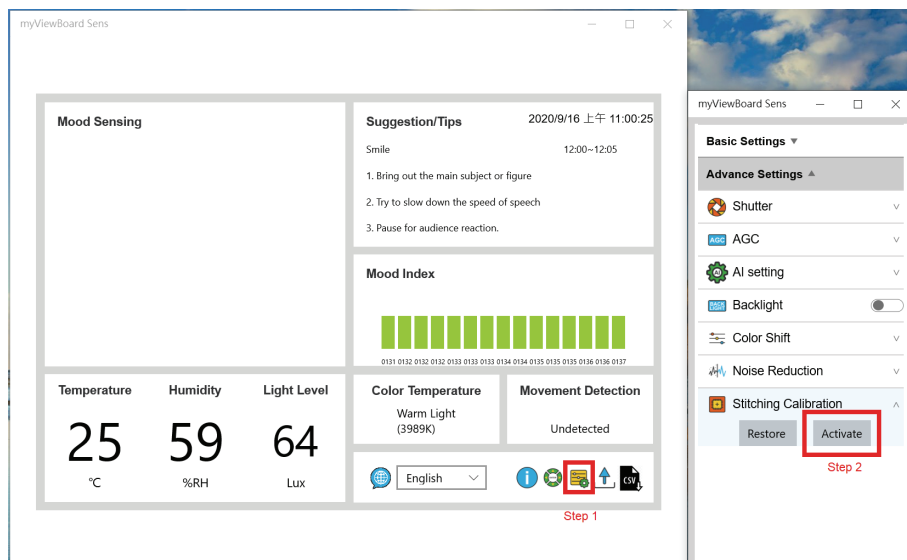 myViewBoard Sens
Mood Sensing
Suggestion/Tips
2020/9/16 上午 11:00:25
Smile
12:00~12:05
1. Bring out the main subject or figure
2. Try to slow down the speed of speech
3. Pause for audience reaction.
Mood Index
0131 0132 0132 0132 0133 0133 0133 0134 0134 0135 0135 0135 0136 0136 0137
Temperature
Humidity
Light Level
25
59
64
℃
%RH
Lux
Color Temperature
Warm Light
(3989K)
Movement Detection
Undetected
English
CSV
Step 1
myViewBoard Sens
Basic Settings ▼
Advance Settings ▲
Shutter
AGC AGC
AI AI setting
BACK
LIGHT
Backlight
Color Shift
Noise Reduction
Stitching Calibration
Restore
Activate
Step 2